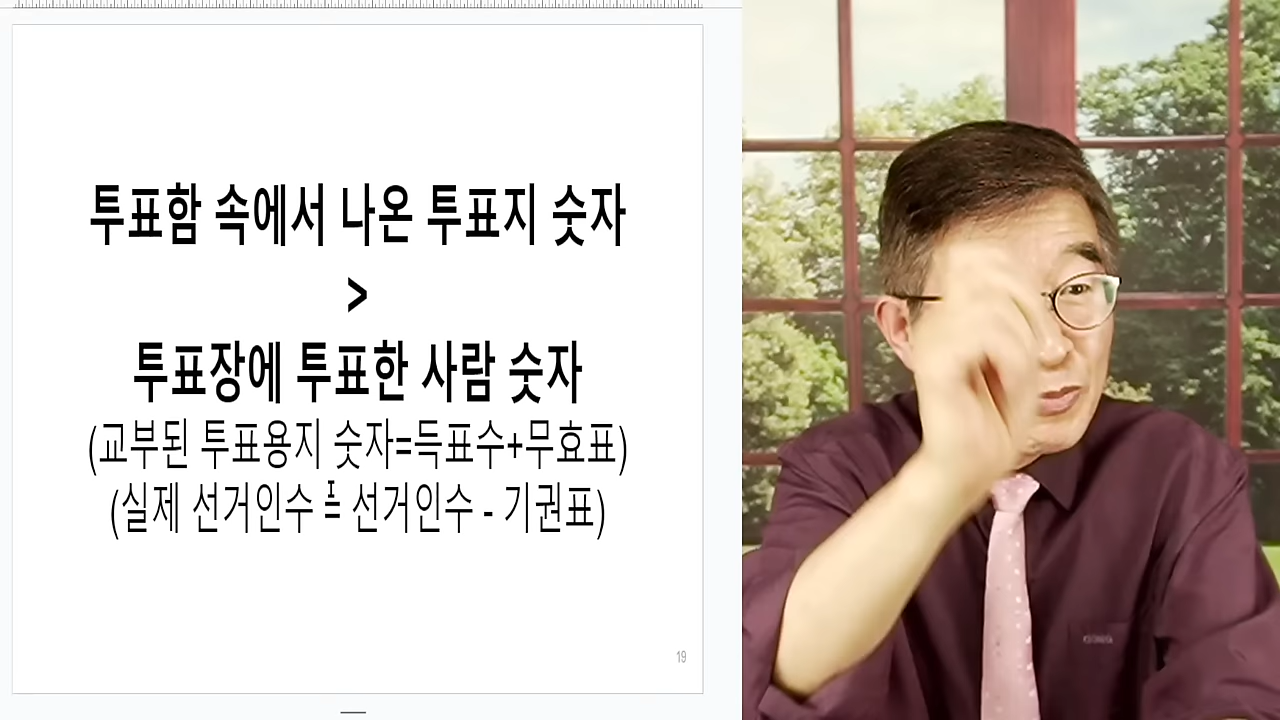 투표함 속에서 나온 투표지 숫자
>
투표장에 투표한 사람 숫자
(교부된 투표용지 숫자=득표수+무효표)
(실제 선거인수 ≛ 선거인수 - 기권표)
19